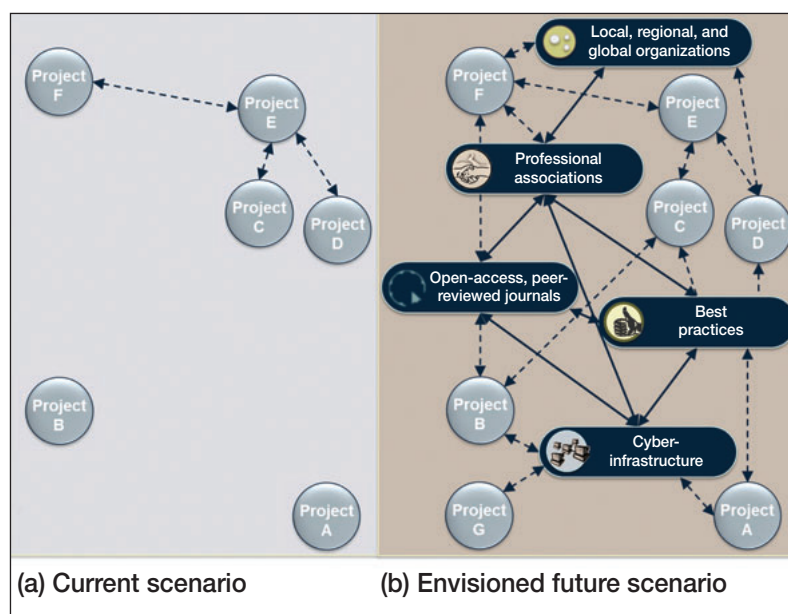 Project
F
Project
E
Project
C
Project
D
Project
B
Project
A
(a) Current scenario
Local, regional, and
global organizations
Project
F
Project
E
Professional
associations
Project
C
Project
D
Open-access, peer-
reviewed journals
Best
practices
Project
B
Cyber-
infrastructure
Project
G
Project
A
(b) Envisioned future scenario